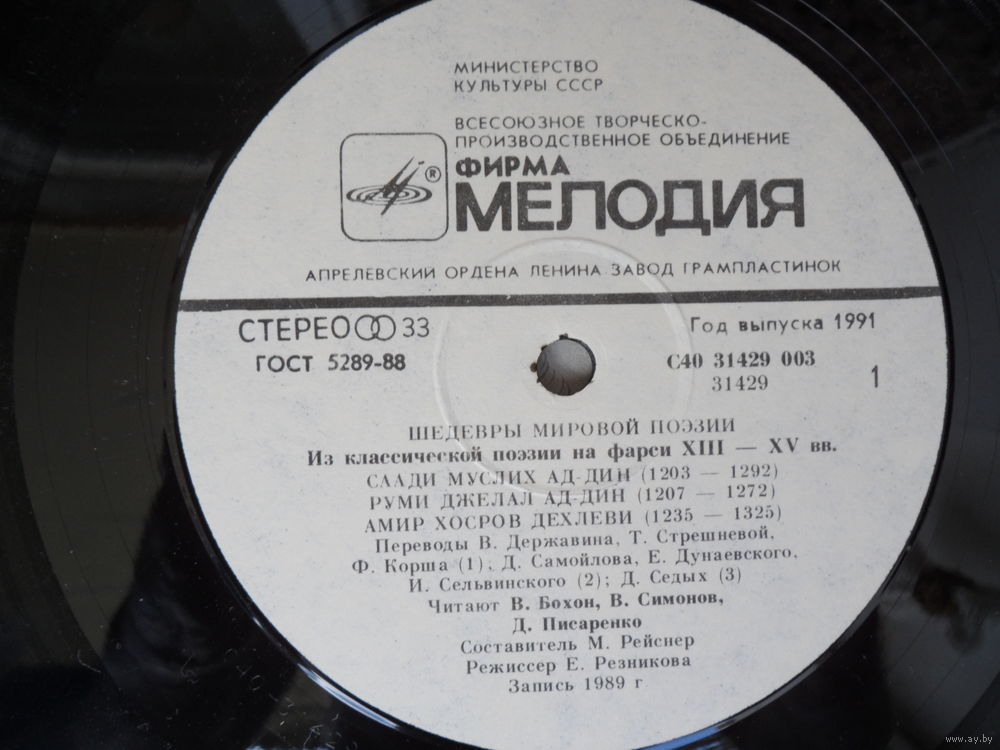 МИНИСТЕРСТВО
КУЛЬТУРЫ СССР
ВСЕСОЮЗНОЕ ТВОРЧЕСКО-
ПРОИЗВОДСТВЕННОЕ ОБЪЕДИНЕНИЕ
ФИРМА
® МЕЛОДИЯ
АПРЕЛЕВСКИЙ ОРДЕНА ЛЕНИНА ЗАВОД ГРАМПЛАСТИНОК
СТЕРЕО 33
ГОСТ 5289-88
Год выпуска 1991
С40 31429 003
31429
1
ШЕДЕВРЫ МИРОВОЙ ПОЭЗИИ
Из классической поэзии на фарси XIII — XV вв.
СААДИ МУСЛИХ АД-ДИН (1203 — 1292)
РУМИ ДЖЕЛАЛ АД-ДИН (1207 — 1272)
АМИР ХОСРОВ ДЕХЛЕВИ (1235 — 1325)
Переводы В. Державина, Т. Стрешневой,
Ф. Корша (1); Д. Самойлова, Е. Дунаевского,
И. Сельвинского (2); Д. Седых (3)
Читают В. Бохон, В. Симонов,
Д. Писаренко
Составитель М. Рейснер
Режиссер Е. Резникова
Запись 1989 г
www.ay.by